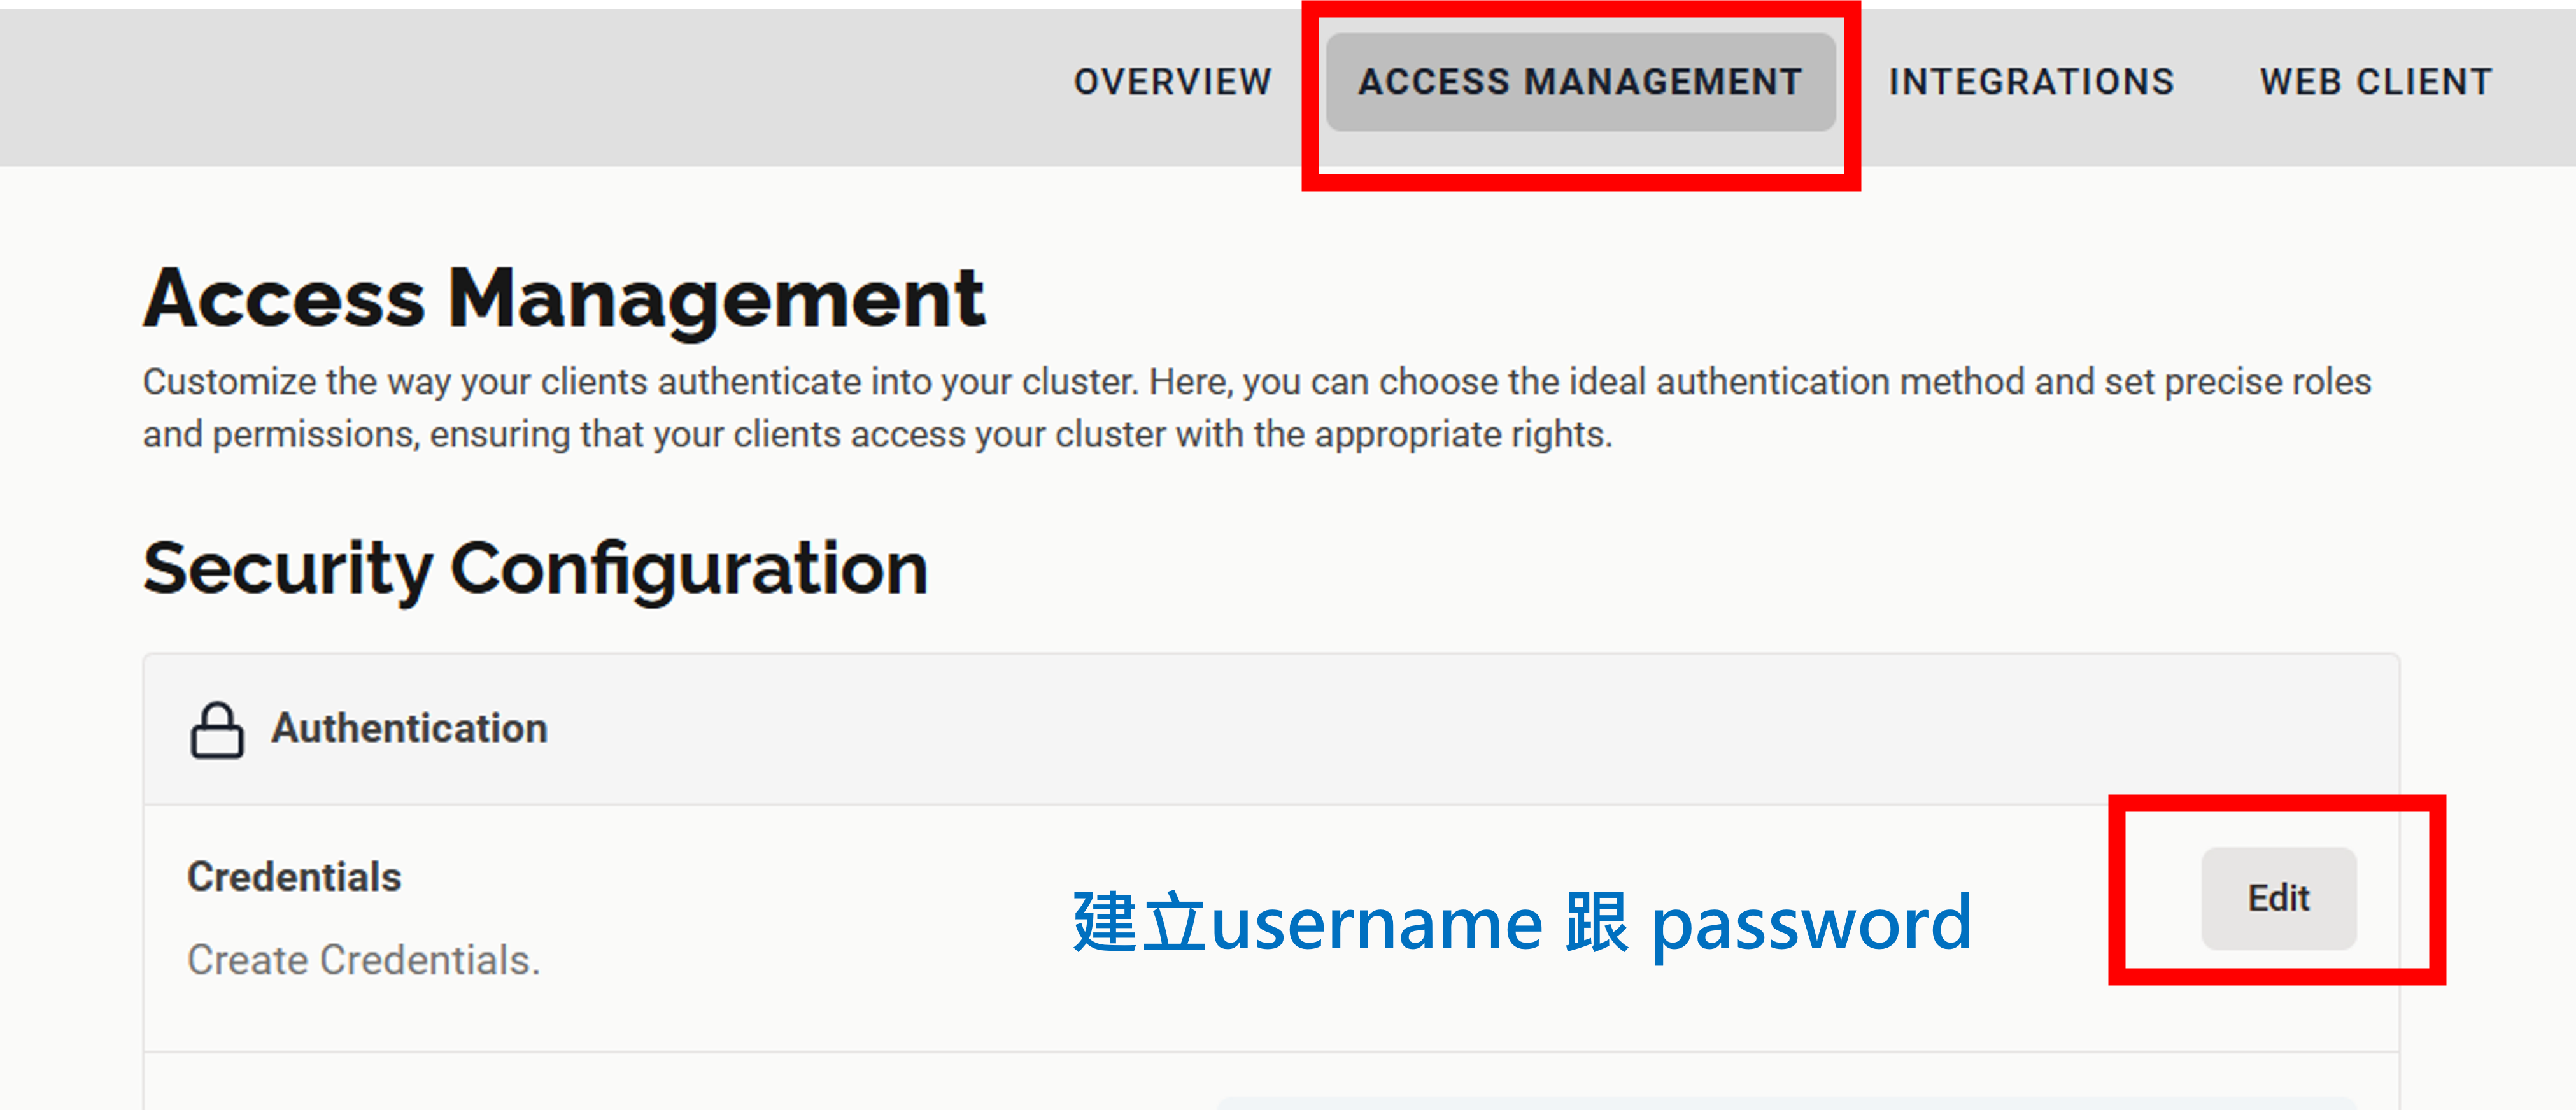 OVERVIEW ACCESS MANAGEMENT INTEGRATIONS WEB CLIENT
Access Management
Customize the way your clients authenticate into your cluster. Here, you can choose the ideal authentication method and set precise roles
and permissions, ensuring that your clients access your cluster with the appropriate rights.
Security Configuration
Authentication
Credentials
建立username 跟 password
Edit
Create Credentials.